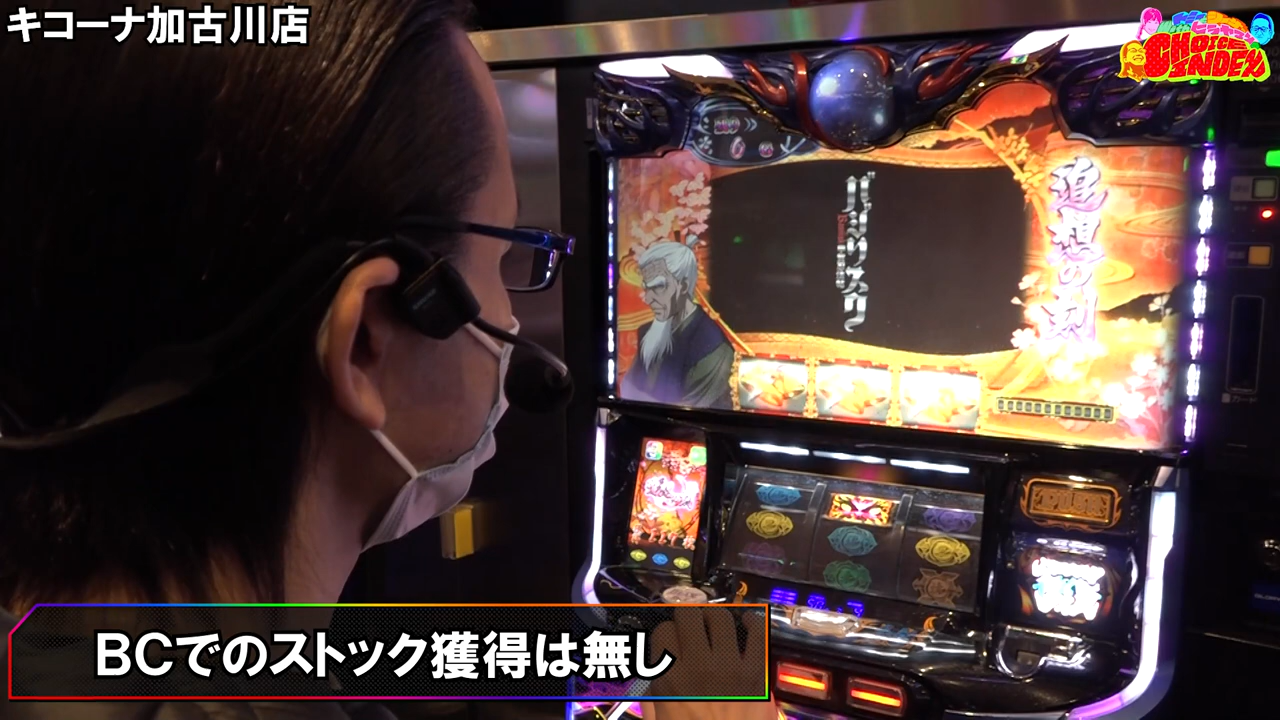 キコーナ加古川店
CHOICE
INDEX
バジリスク
追想の刻
PUSH
BCでのストック獲得は無し